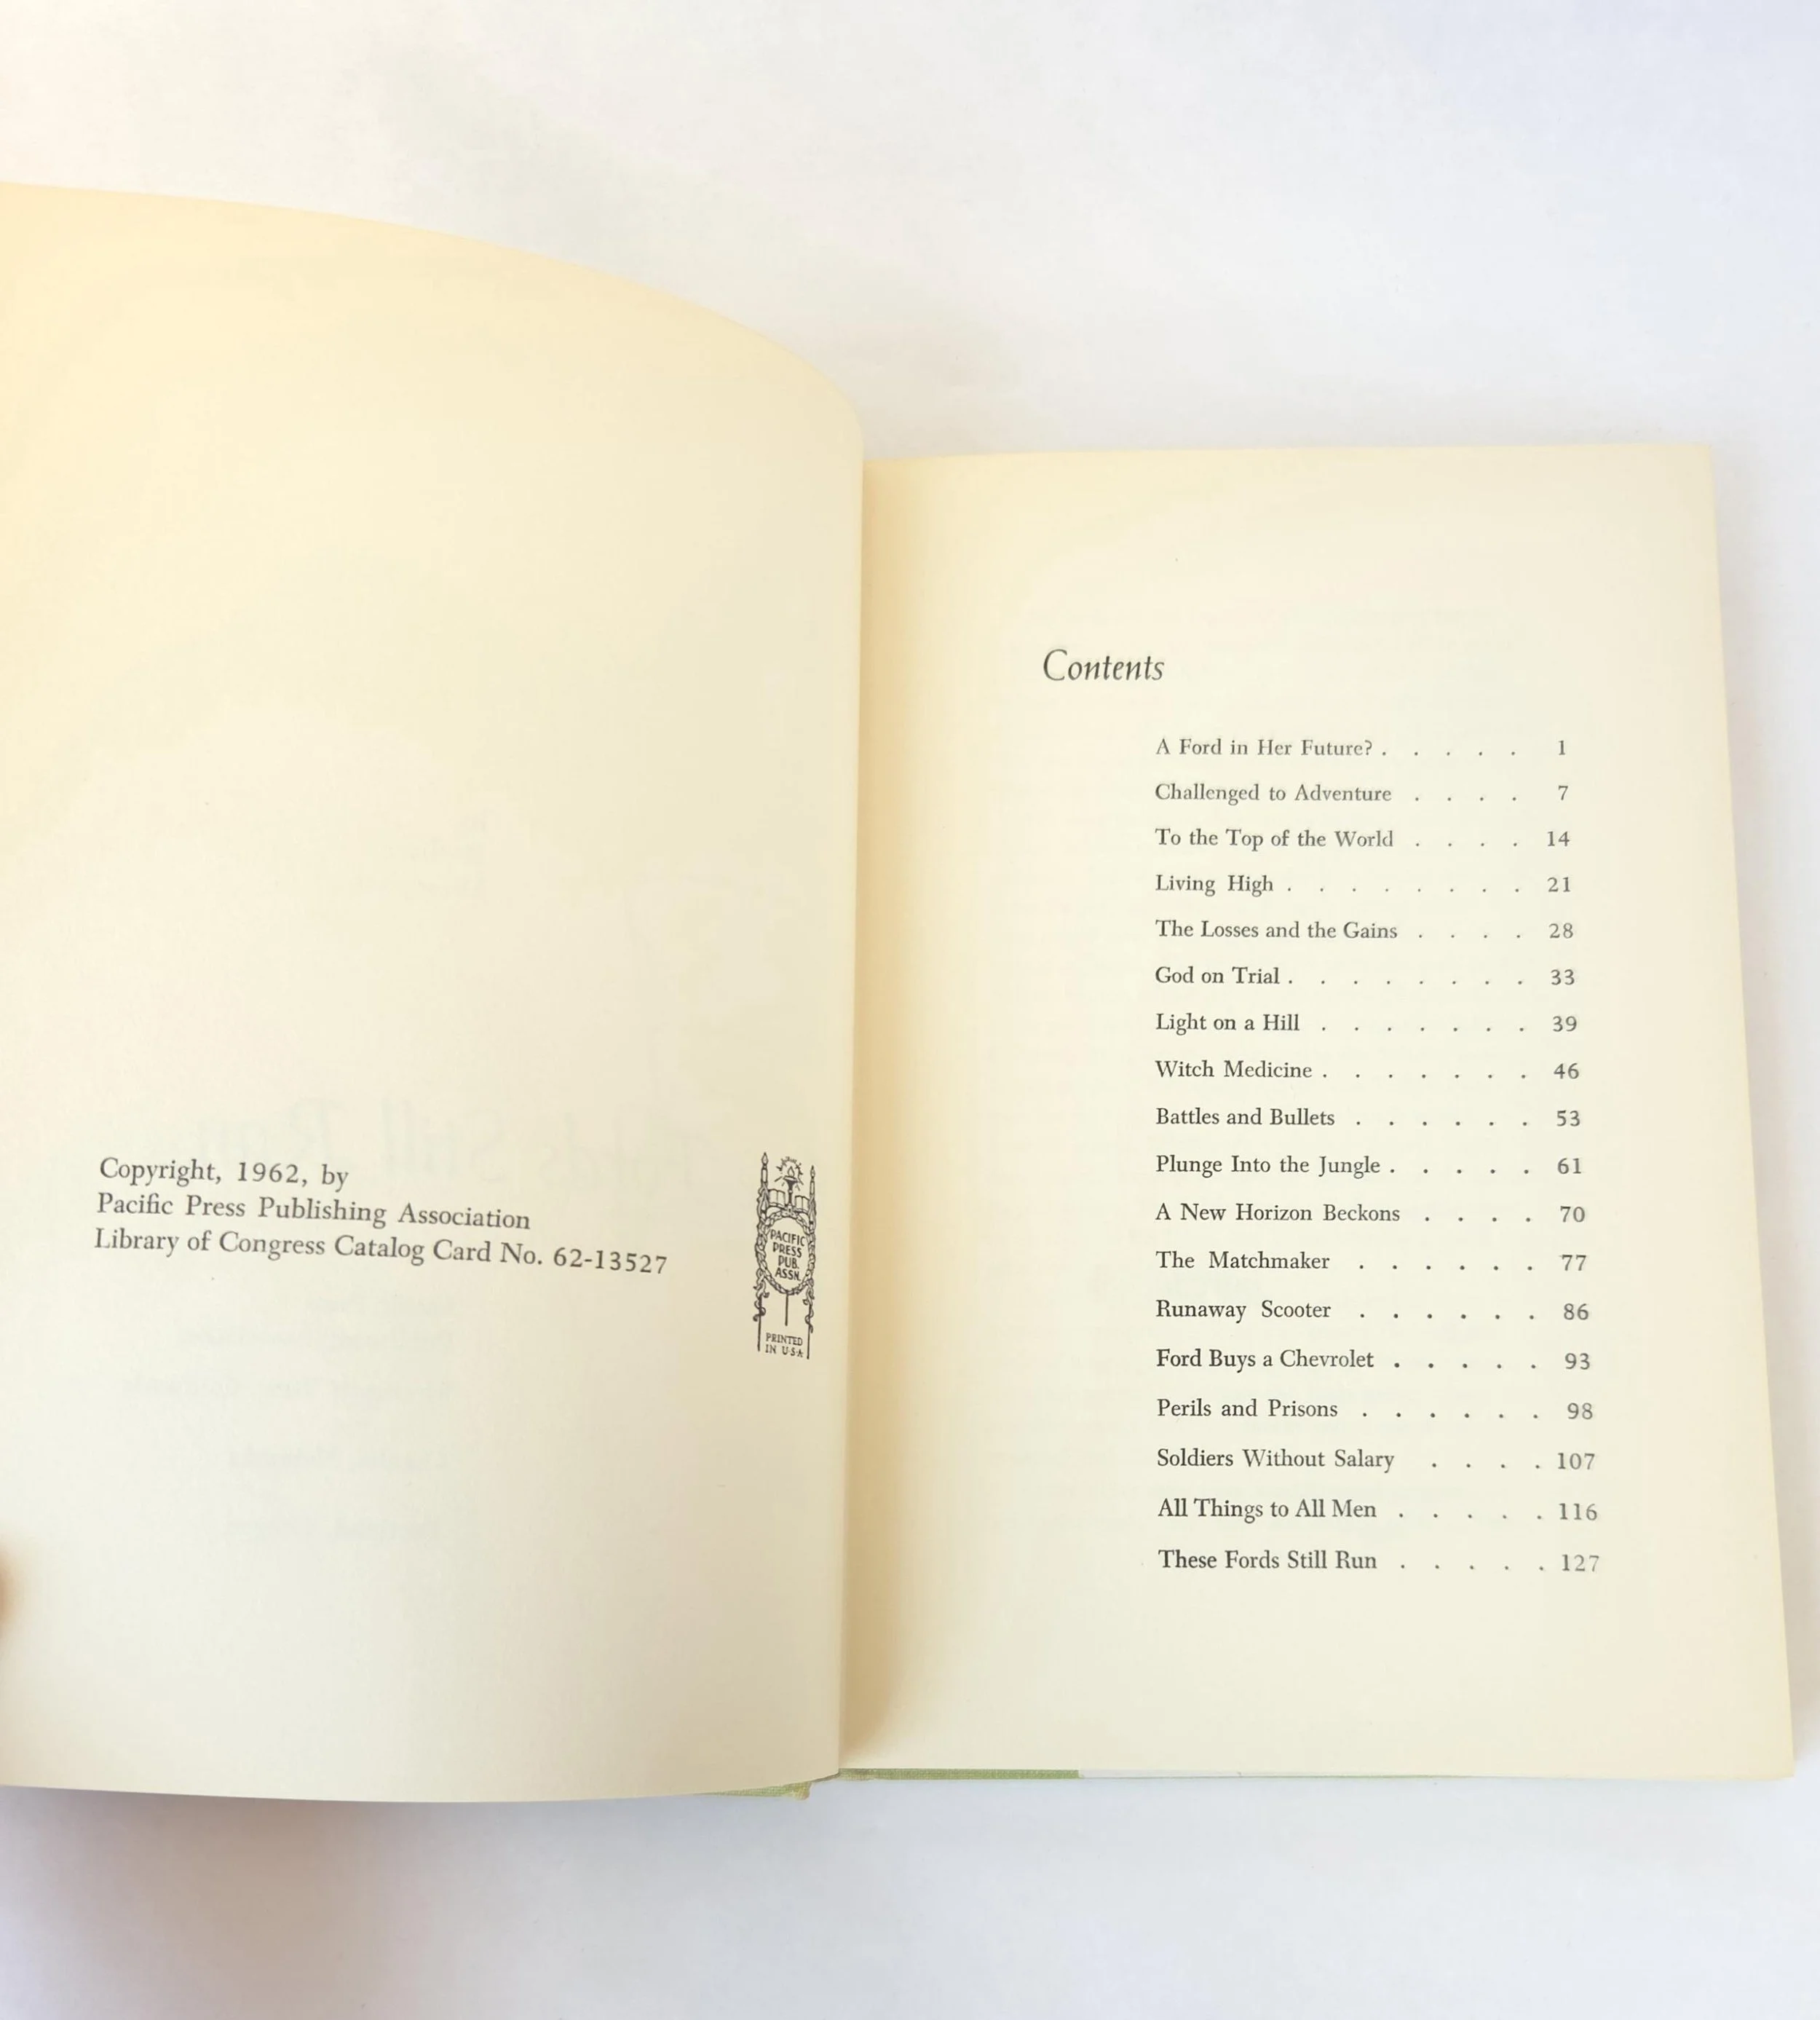 Copyright, 1962, by
Pacific Press Publishing Association
Library of Congress Catalog Card No. 62-13527
PACIFIC
PRESS
PUB.
ASSN.
PRINTED
IN U·S·A
Contents
A Ford in Her Future? . . . . . 1
Challenged to Adventure . . . . 7
To the Top of the World . . . . 14
Living High . . . . . . . . 21
The Losses and the Gains . . . . 28
God on Trial . . . . . . . . 33
Light on a Hill . . . . . . . 39
Witch Medicine . . . . . . . 46
Battles and Bullets . . . . . . 53
Plunge Into the Jungle . . . . . 61
A New Horizon Beckons . . . . 70
The Matchmaker . . . . . . 77
Runaway Scooter . . . . . . 86
Ford Buys a Chevrolet . . . . . 93
Perils and Prisons . . . . . . 98
Soldiers Without Salary . . . . 107
All Things to All Men . . . . . 116
These Fords Still Run . . . . . 127